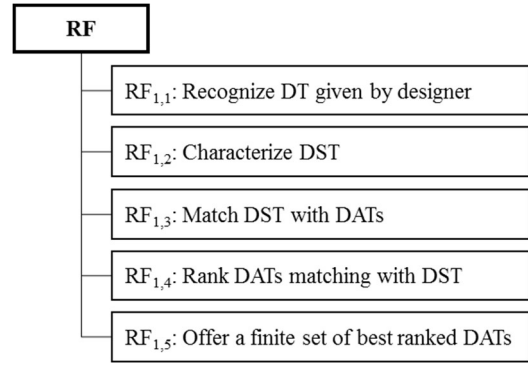 RF
RF1,1: Recognize DT given by designer
RF1,2: Characterize DST
RF1,3: Match DST with DATs
RF1,4: Rank DATs matching with DST
RF1,5: Offer a finite set of best ranked DATs